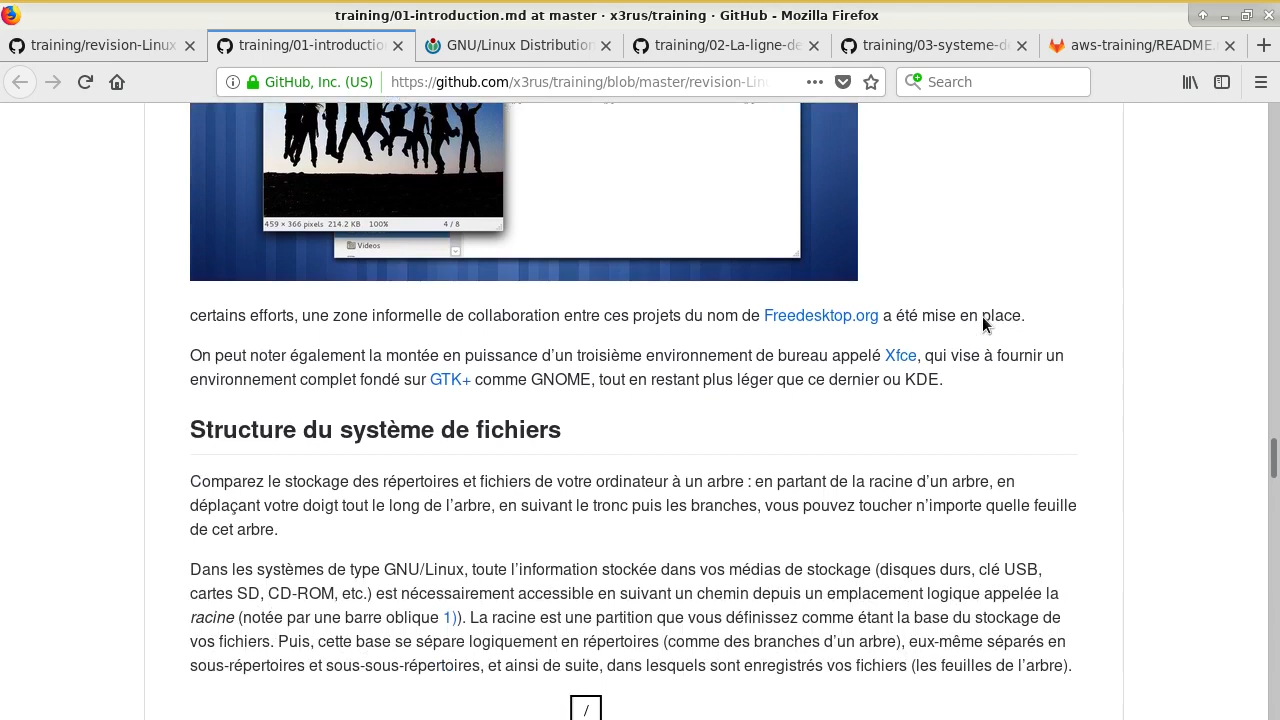 training/01-introduction.md at master · x3rus/training · GitHub - Mozilla Firefox
training/revision-Linux
training/01-introductio
GNU/Linux Distribution
training/02-La-ligne-de
training/03-systeme-d
aws-training/README.
GitHub, Inc. (US)
https://github.com/x3rus/training/blob/master/revision-Lin
Search
459 × 366 pixels 214.2 KB 100% 4 / 8
Videos
certains efforts, une zone informelle de collaboration entre ces projets du nom de Freedesktop.org a été mise en place.
On peut noter également la montée en puissance d’un troisième environnement de bureau appelé Xfce, qui vise à fournir un
environnement complet fondé sur GTK+ comme GNOME, tout en restant plus léger que ce dernier ou KDE.
Structure du système de fichiers
Comparez le stockage des répertoires et fichiers de votre ordinateur à un arbre : en partant de la racine d’un arbre, en
déplaçant votre doigt tout le long de l’arbre, en suivant le tronc puis les branches, vous pouvez toucher n’importe quelle feuille
de cet arbre.
Dans les systèmes de type GNU/Linux, toute l’information stockée dans vos médias de stockage (disques durs, clé USB,
cartes SD, CD-ROM, etc.) est nécessairement accessible en suivant un chemin depuis un emplacement logique appelée la
racine (notée par une barre oblique 1)). La racine est une partition que vous définissez comme étant la base du stockage de
vos fichiers. Puis, cette base se sépare logiquement en répertoires (comme des branches d’un arbre), eux-même séparés en
sous-répertoires et sous-sous-répertoires, et ainsi de suite, dans lesquels sont enregistrés vos fichiers (les feuilles de l’arbre).
/